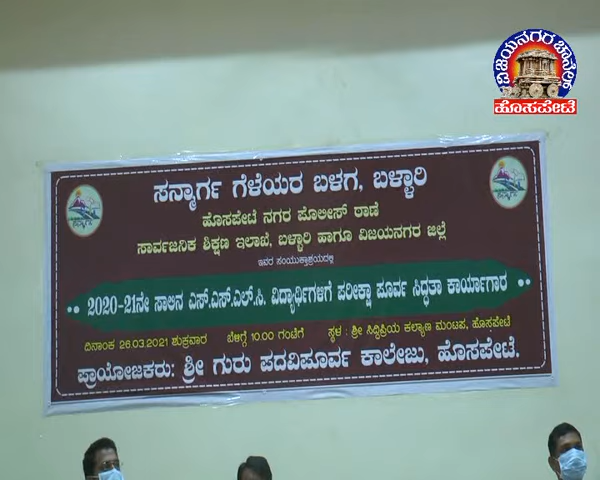 ವಿಜಯನಗರ ಚಾನೆಲ್
ಹೊಸಪೇಟೆ
ಸನ್ಮಾರ್ಗ ಗೆಳೆಯರ ಬಳಗ, ಬಳ್ಳಾರಿ
ಹೊಸಪೇಟೆ ನಗರ ಪೊಲೀಸ್ ಠಾಣೆ
ಸಾರ್ವಜನಿಕ ಶಿಕ್ಷಣ ಇಲಾಖೆ, ಬಳ್ಳಾರಿ ಹಾಗೂ ವಿಜಯನಗರ ಜಿಲ್ಲೆ
ಇವರ ಸಂಯುಕ್ತಾಶ್ರಯದಲ್ಲಿ
2020-21ನೇ ಸಾಲಿನ ಎಸ್.ಎಸ್.ಎಲ್.ಸಿ. ವಿದ್ಯಾರ್ಥಿಗಳಿಗೆ ಪರೀಕ್ಷಾ ಪೂರ್ವ ಸಿದ್ಧತಾ ಕಾರ್ಯಾಗಾರ
ದಿನಾಂಕ 26.03.2021 ಶುಕ್ರವಾರ ಬೆಳಗ್ಗೆ 10.00 ಗಂಟೆಗೆ ಸ್ಥಳ : ಶ್ರೀ ಸಿದ್ಧಿಪ್ರಿಯ ಕಲ್ಯಾಣ ಮಂಟಪ, ಹೊಸಪೇಟೆ
ಪ್ರಾಯೋಜಕರು: ಶ್ರೀ ಗುರು ಪದವಿಪೂರ್ವ ಕಾಲೇಜು, ಹೊಸಪೇಟೆ.